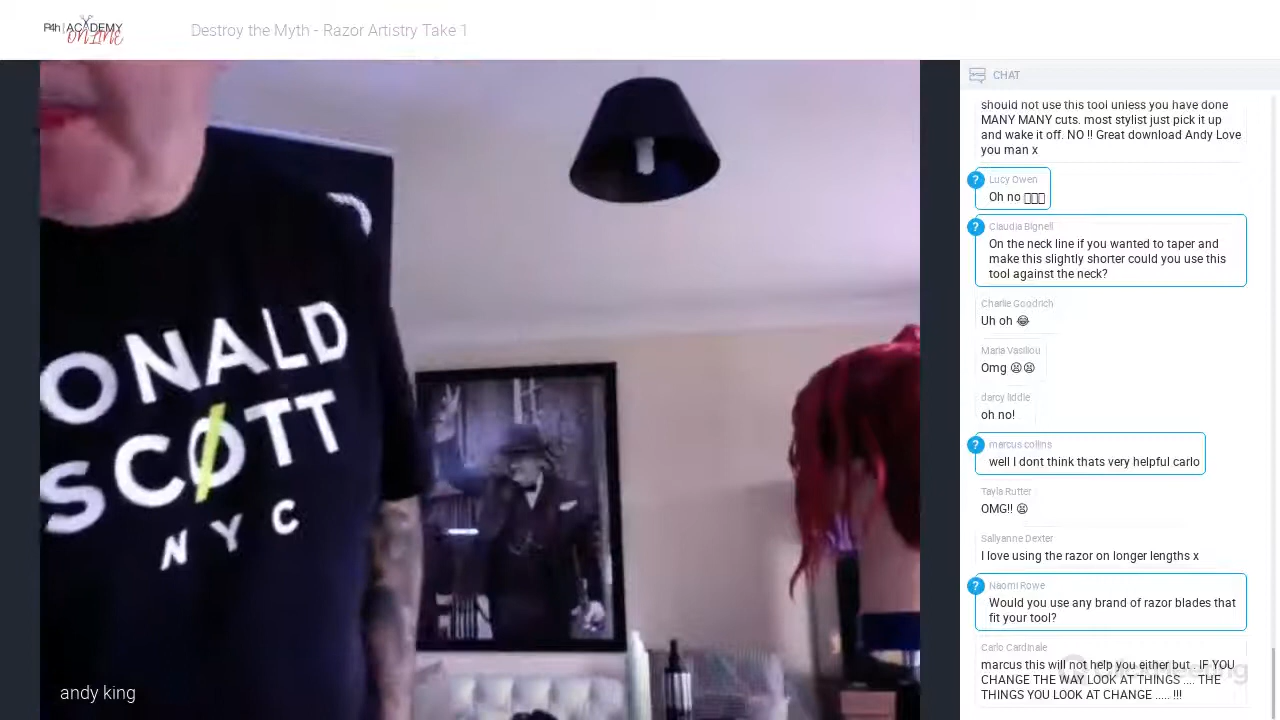 P4h | ACADEMY
ONLINE
Destroy the Myth - Razor Artistry Take 1
CHAT
should not use this tool unless you have done
MANY MANY cuts. most stylist just pick it up
and wake it off. NO !! Great download Andy Love
you man x
? Lucy Owen
Oh no
? Claudia Bignell
On the neck line if you wanted to taper and
make this slightly shorter could you use this
tool against the neck?
Charlie Goodrich
Uh oh 😂
Maria Vasiliou
Omg 😫😫
darcy liddle
oh no!
? marcus collins
well I dont think thats very helpful carlo
Tayla Rutter
OMG!! 😫
Sallyanne Dexter
I love using the razor on longer lengths x
? Naomi Rowe
Would you use any brand of razor blades that
fit your tool?
Carlo Cardinale
marcus this will not help you either but .. IF YOU
CHANGE THE WAY LOOK AT THINGS .... THE
THINGS YOU LOOK AT CHANGE ..... !!!
ONALD
SCØTT
NYC
andy king